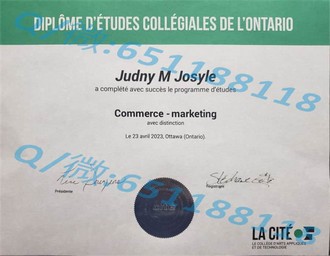 DIPLÔME D'ÉTUDES COLLÉGIALES DE L'ONTARIO
Judny M Josyle
a complété avec succès le programme d'études
Commerce - marketing
avec distinction
Le 23 avril 2023, Ottawa (Ontario).
Présidente
Registraire
LA CITÉ
LE COLLÈGE D'ARTS APPLIQUÉS
ET DE TECHNOLOGIE
Q/微:651188118
Q/微:651188118
Q/微:651188118